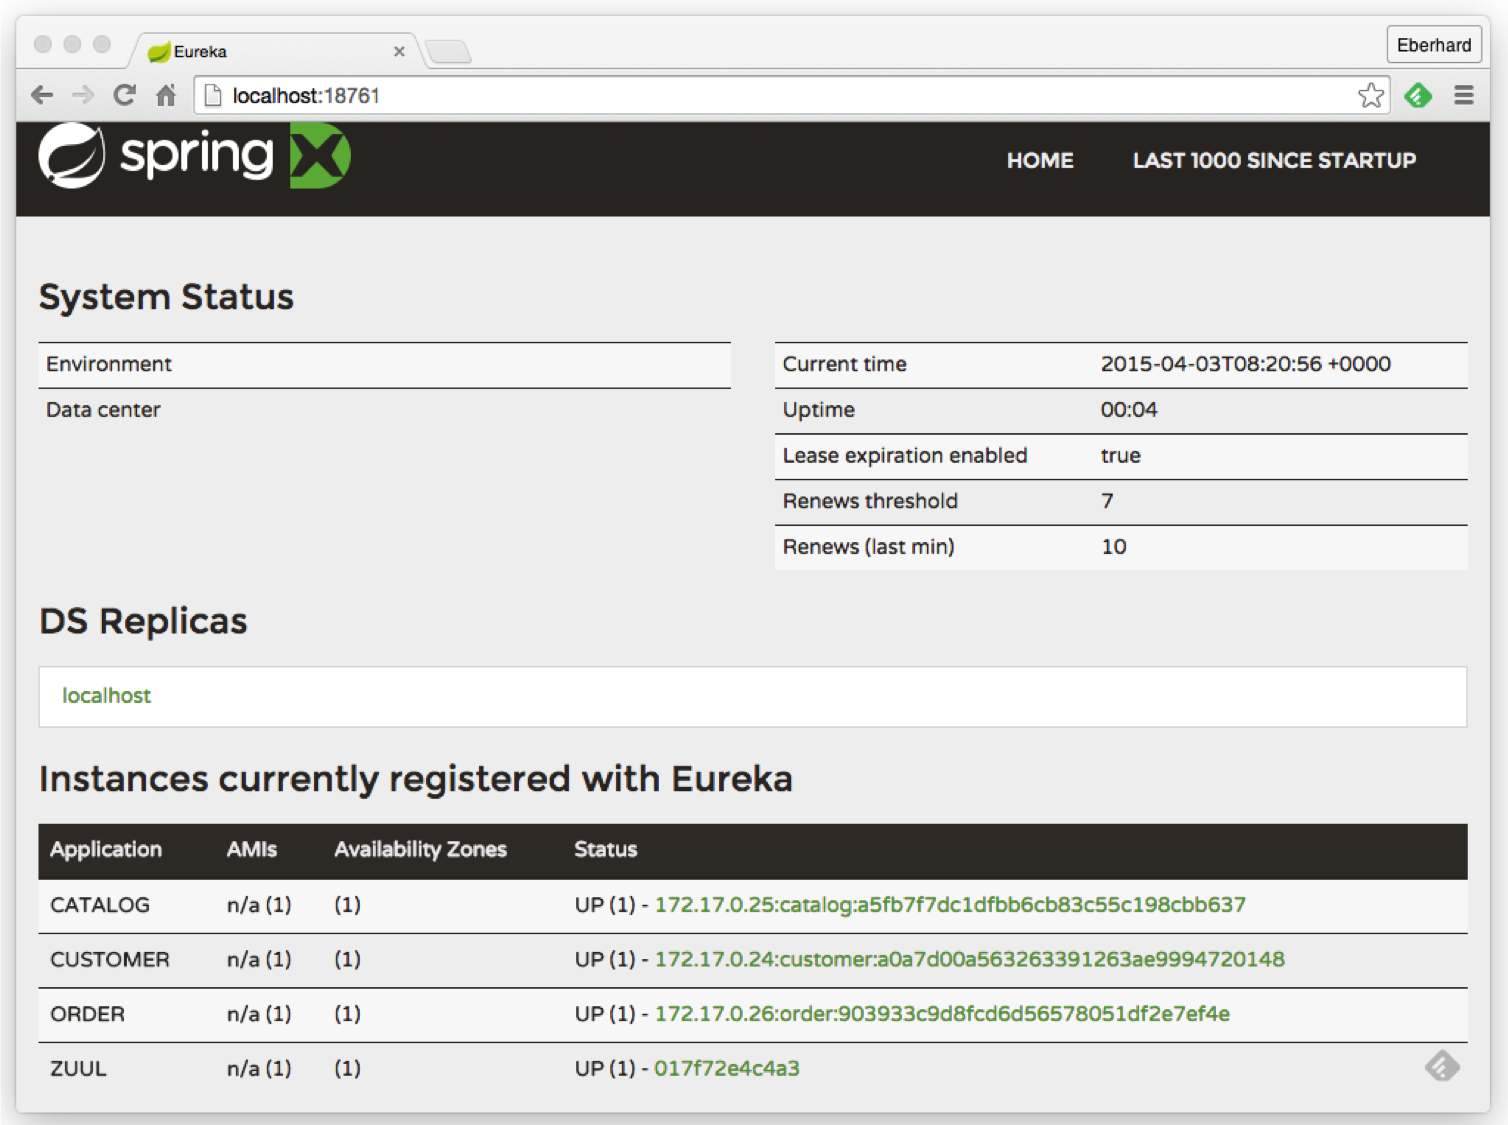 Eureka
Eberhard
localhost:18761
spring
HOME LAST 1000 SINCE STARTUP
System Status
Environment
Data center
Current time 2015-04-03T08:20:56 +0000
Uptime 00:04
Lease expiration enabled true
Renews threshold 7
Renews (last min) 10
DS Replicas
localhost
Instances currently registered with Eureka
Application AMIs Availability Zones Status
CATALOG n/a (1) (1) UP (1) - 172.17.0.25:catalog:a5fb7f7dc1dfbb6cb83c55c198cbb637
CUSTOMER n/a (1) (1) UP (1) - 172.17.0.24:customer:a0a7d00a563263391263ae9994720148
ORDER n/a (1) (1) UP (1) - 172.17.0.26:order:903933c9d8fcd6d56578051df2e7ef4e
ZUUL n/a (1) (1) UP (1) - 017f72e4c4a3